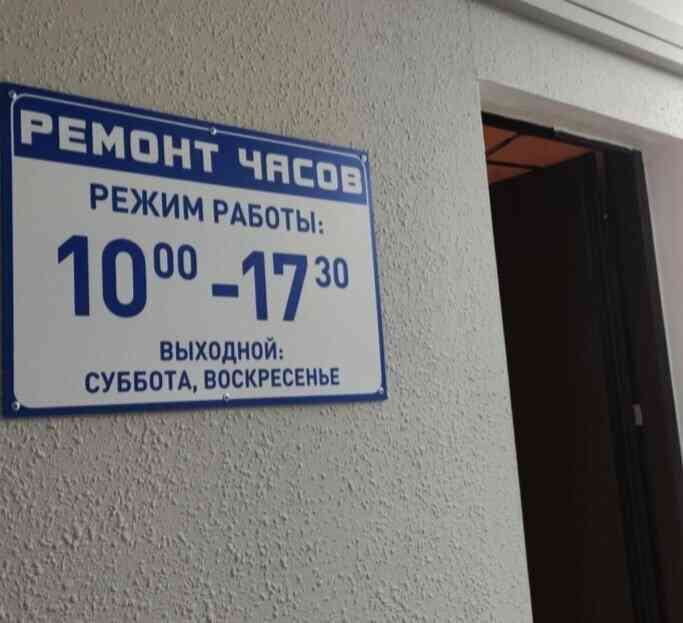 РЕМОНТ ЧАСОВ
РЕЖИМ РАБОТЫ:
10⁰⁰ -17³⁰
ВЫХОДНОЙ:
СУББОТА, ВОСКРЕСЕНЬЕ